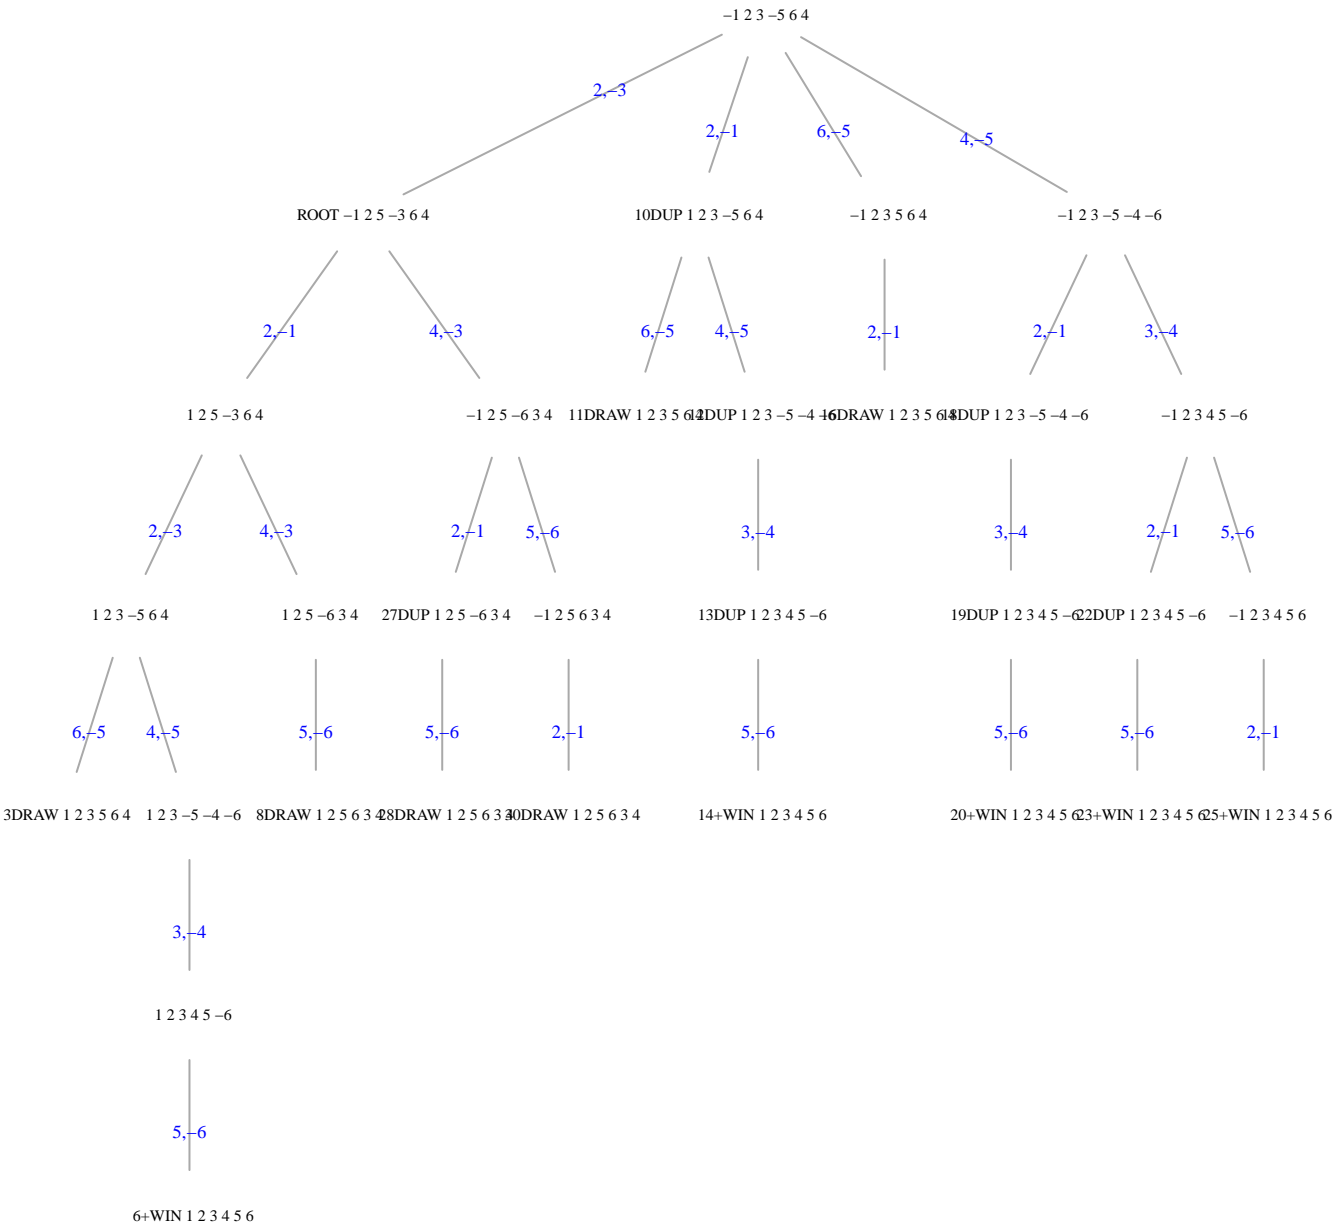 −1 2 3 −5 6 4
2,−3
2,−1
6,−5
4,−5
ROOT −1 2 5 −3 6 4
10DUP 1 2 3 −5 6 4
−1 2 3 5 6 4
−1 2 3 −5 −4 −6
2,−1
4,−3
6,−5
4,−5
2,−1
2,−1
3,−4
1 2 5 −3 6 4
−1 2 5 −6 3 4
11DRAW 1 2 3 5 6 4
12DUP 1 2 3 −5 −4 −6
16DRAW 1 2 3 5 6 4
18DUP 1 2 3 −5 −4 −6
−1 2 3 4 5 −6
2,−3
4,−3
2,−1
5,−6
3,−4
3,−4
2,−1
5,−6
1 2 3 −5 6 4
1 2 5 −6 3 4
27DUP 1 2 5 −6 3 4
−1 2 5 6 3 4
13DUP 1 2 3 4 5 −6
19DUP 1 2 3 4 5 −6
22DUP 1 2 3 4 5 −6
−1 2 3 4 5 6
6,−5
4,−5
5,−6
5,−6
2,−1
5,−6
5,−6
5,−6
2,−1
3DRAW 1 2 3 5 6 4
1 2 3 −5 −4 −6
8DRAW 1 2 5 6 3 4
28DRAW 1 2 5 6 3 4
30DRAW 1 2 5 6 3 4
14+WIN 1 2 3 4 5 6
20+WIN 1 2 3 4 5 6
23+WIN 1 2 3 4 5 6
25+WIN 1 2 3 4 5 6
3,−4
1 2 3 4 5 −6
5,−6
6+WIN 1 2 3 4 5 6